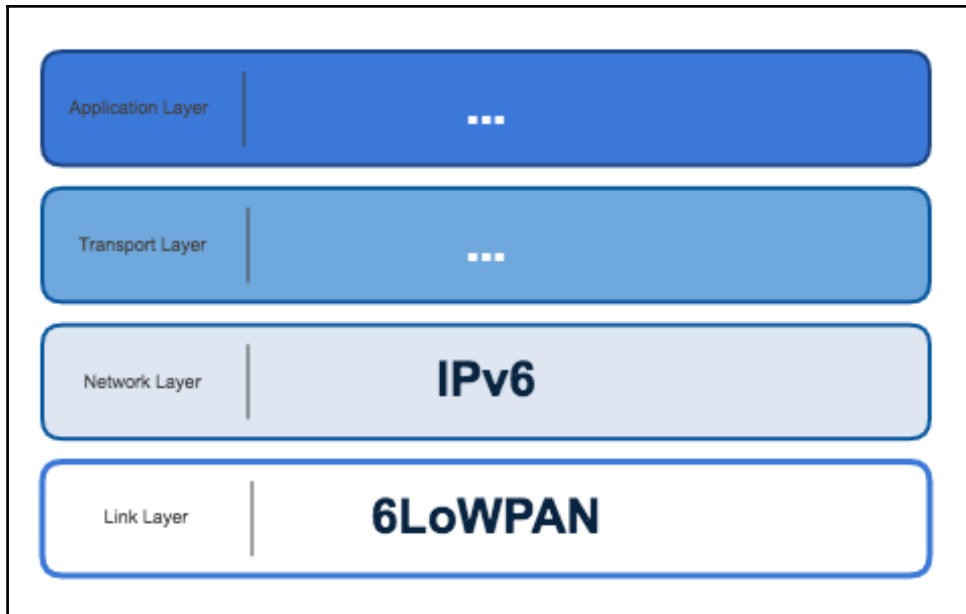 Application Layer ...
Transport Layer ...
Network Layer IPv6
Link Layer 6LoWPAN